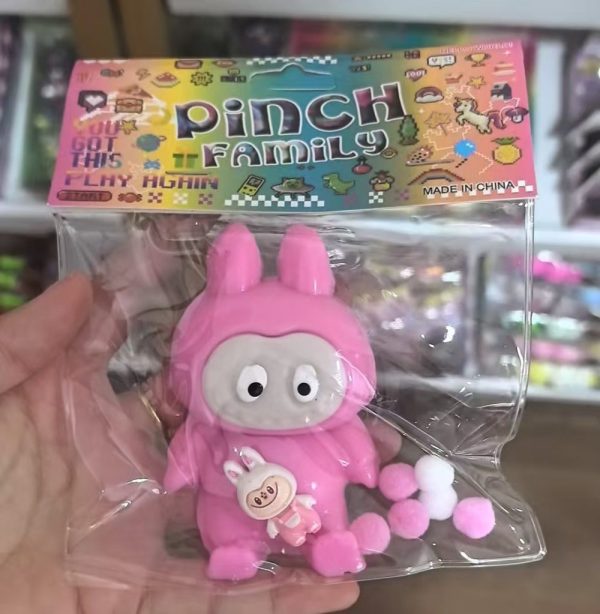 PINCH
FAMILY
YOU
GOT
THIS
PLAY AGAIN
START
MADE IN CHINA